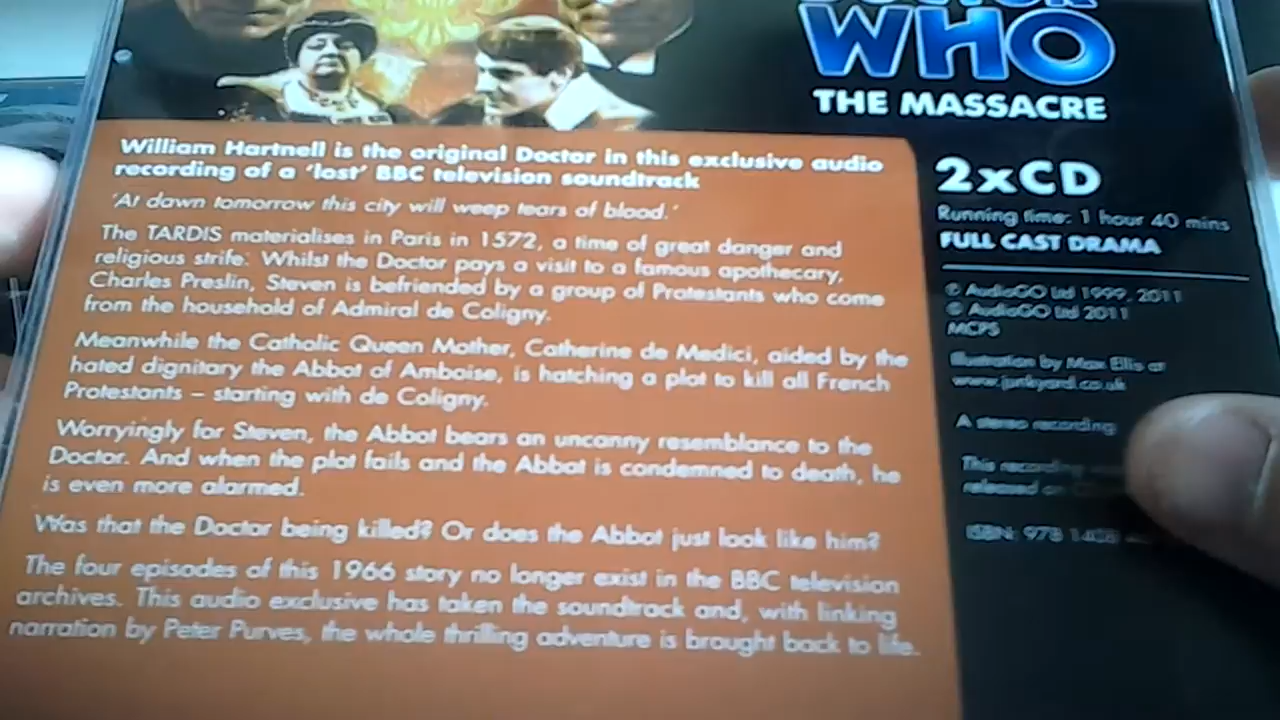 DOCTOR
WHO
THE MASSACRE
William Hartnell is the original Doctor in this exclusive audio
recording of a 'lost' BBC television soundtrack
'At dawn tomorrow this city will weep tears of blood.'
The TARDIS materialises in Paris in 1572, a time of great danger and
religious strife. Whilst the Doctor pays a visit to a famous apothecary,
Charles Preslin, Steven is befriended by a group of Protestants who come
from the household of Admiral de Coligny.
Meanwhile the Catholic Queen Mother, Catherine de Medici, aided by the
hated dignitary the Abbot of Amboise, is hatching a plot to kill all French
Protestants – starting with de Coligny.
Worryingly for Steven, the Abbot bears an uncanny resemblance to the
Doctor. And when the plot fails and the Abbot is condemned to death, he
is even more alarmed.
Was that the Doctor being killed? Or does the Abbot just look like him?
The four episodes of this 1966 story no longer exist in the BBC television
archives. This audio exclusive has taken the soundtrack and, with linking
narration by Peter Purves, the whole thrilling adventure is brought back to life.
2xCD
Running time: 1 hour 40 mins
FULL CAST DRAMA
℗ AudioGO Ltd 1999, 2011
© AudioGO Ltd 2011
MCPS
Illustration by Max Ellis at
www.junkyard.co.uk
A stereo recording
This recording
released on
ISBN: 978 1408